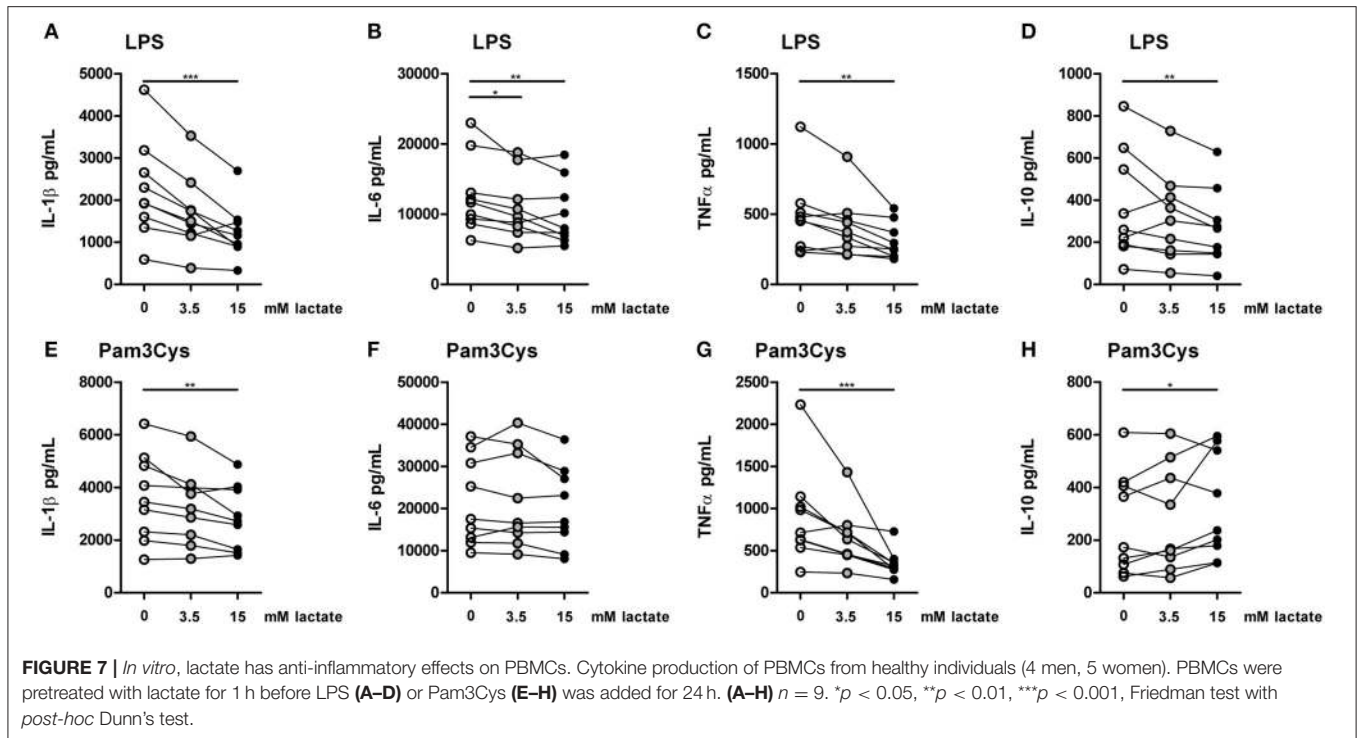 A LPS
IL-1β pg/mL
5000
4000
3000
2000
1000
0
***
0 3.5 15 mM lactate
B LPS
IL-6 pg/mL
30000
20000
10000
0
**
*
0 3.5 15 mM lactate
C LPS
TNFα pg/mL
1500
1000
500
0
**
0 3.5 15 mM lactate
D LPS
IL-10 pg/mL
1000
800
600
400
200
0
**
0 3.5 15 mM lactate
E Pam3Cys
IL-1β pg/mL
8000
6000
4000
2000
0
**
0 3.5 15 mM lactate
F Pam3Cys
IL-6 pg/mL
50000
40000
30000
20000
10000
0
0 3.5 15 mM lactate
G Pam3Cys
TNFα pg/mL
2500
2000
1500
1000
500
0
***
0 3.5 15 mM lactate
H Pam3Cys
IL-10 pg/mL
800
600
400
200
0
*
0 3.5 15 mM lactate
FIGURE 7 | In vitro, lactate has anti-inflammatory effects on PBMCs. Cytokine production of PBMCs from healthy individuals (4 men, 5 women). PBMCs were
pretreated with lactate for 1 h before LPS (A–D) or Pam3Cys (E–H) was added for 24 h. (A–H) n = 9. *p < 0.05, **p < 0.01, ***p < 0.001, Friedman test with
post-hoc Dunn's test.